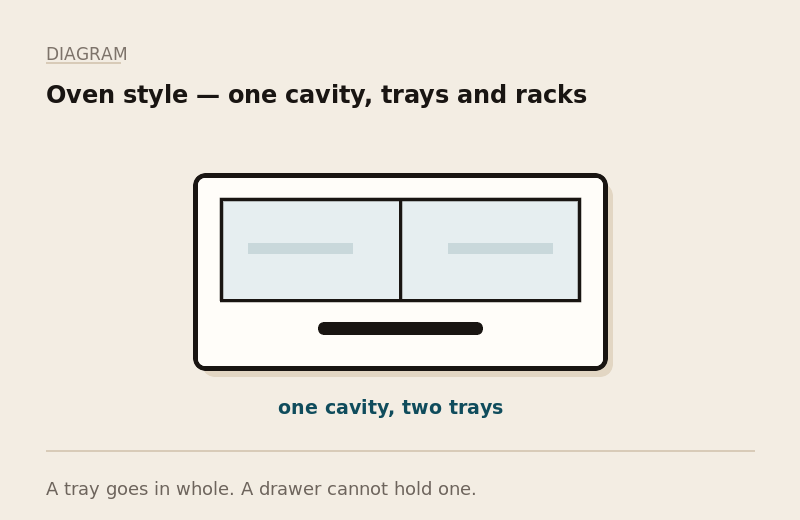 DIAGRAM
Oven style — one cavity, trays and racks
one cavity, two trays
A tray goes in whole. A drawer cannot hold one.